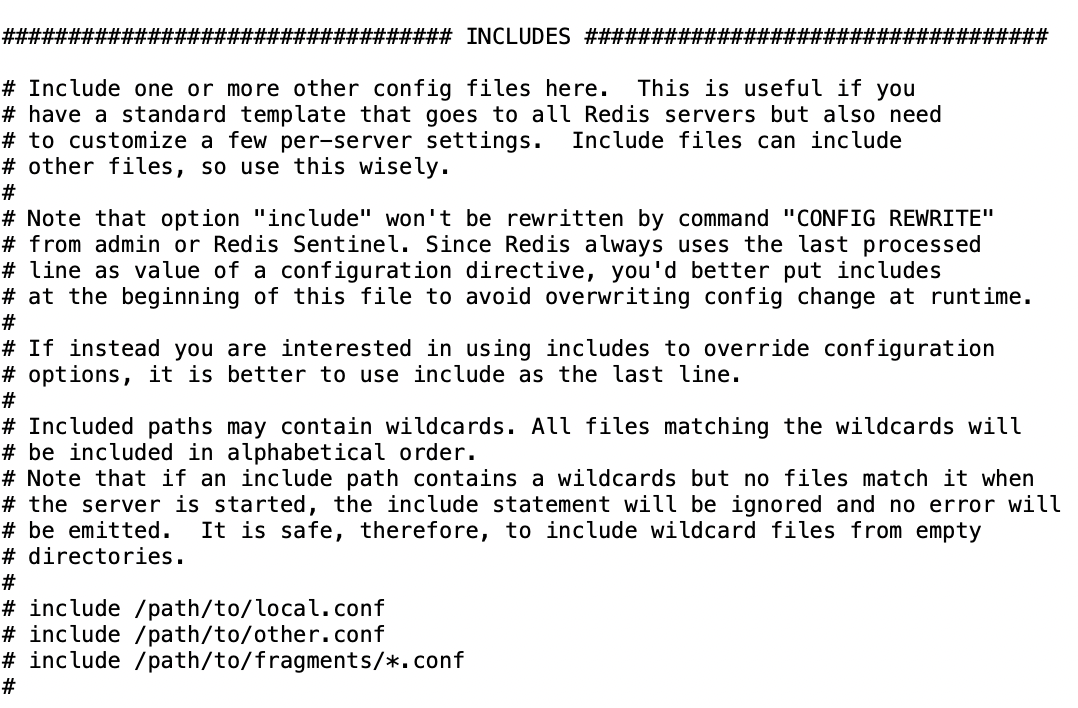 ################################## INCLUDES ###################################
# Include one or more other config files here.  This is useful if you
# have a standard template that goes to all Redis servers but also need
# to customize a few per-server settings.  Include files can include
# other files, so use this wisely.
#
# Note that option "include" won't be rewritten by command "CONFIG REWRITE"
# from admin or Redis Sentinel. Since Redis always uses the last processed
# line as value of a configuration directive, you'd better put includes
# at the beginning of this file to avoid overwriting config change at runtime.
#
# If instead you are interested in using includes to override configuration
# options, it is better to use include as the last line.
#
# Included paths may contain wildcards. All files matching the wildcards will
# be included in alphabetical order.
# Note that if an include path contains a wildcards but no files match it when
# the server is started, the include statement will be ignored and no error will
# be emitted.  It is safe, therefore, to include wildcard files from empty
# directories.
#
# include /path/to/local.conf
# include /path/to/other.conf
# include /path/to/fragments/*.conf
#